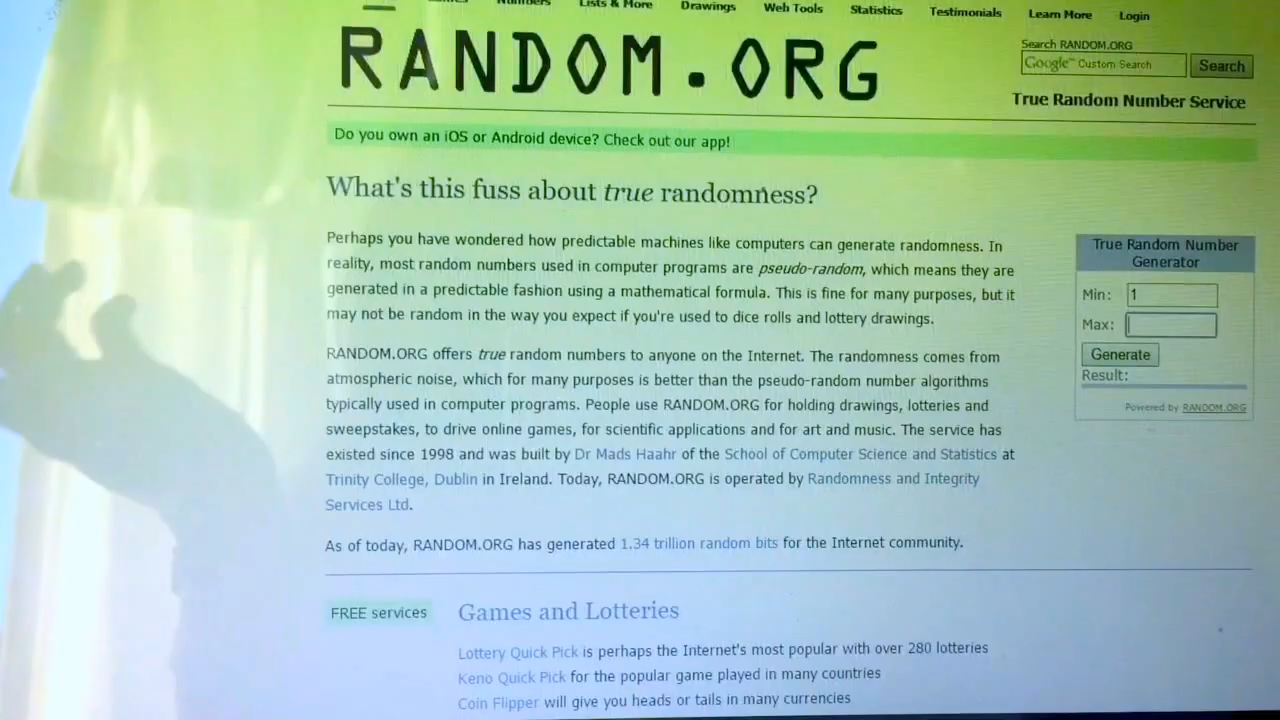 Numbers Lists & More Drawings Web Tools Statistics Testimonials Learn More Login
RANDOM.ORG
Search RANDOM.ORG
Google™ Custom Search Search
True Random Number Service
Do you own an iOS or Android device? Check out our app!
What's this fuss about true randomness?
Perhaps you have wondered how predictable machines like computers can generate randomness. In
reality, most random numbers used in computer programs are pseudo-random, which means they are
generated in a predictable fashion using a mathematical formula. This is fine for many purposes, but it
may not be random in the way you expect if you're used to dice rolls and lottery drawings.
RANDOM.ORG offers true random numbers to anyone on the Internet. The randomness comes from
atmospheric noise, which for many purposes is better than the pseudo-random number algorithms
typically used in computer programs. People use RANDOM.ORG for holding drawings, lotteries and
sweepstakes, to drive online games, for scientific applications and for art and music. The service has
existed since 1998 and was built by Dr Mads Haahr of the School of Computer Science and Statistics at
Trinity College, Dublin in Ireland. Today, RANDOM.ORG is operated by Randomness and Integrity
Services Ltd.
As of today, RANDOM.ORG has generated 1.34 trillion random bits for the Internet community.
True Random Number
Generator
Min: 1
Max:
Generate
Result:
Powered by RANDOM.ORG
FREE services
Games and Lotteries
Lottery Quick Pick is perhaps the Internet's most popular with over 280 lotteries
Keno Quick Pick for the popular game played in many countries
Coin Flipper will give you heads or tails in many currencies